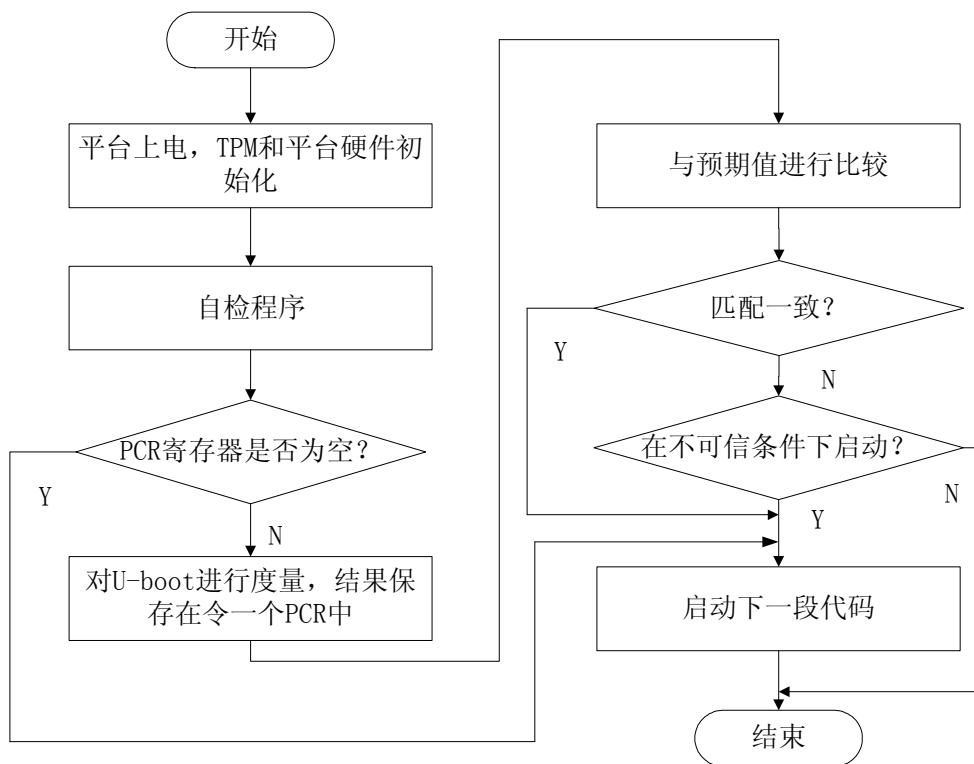 开始
平台上电，TPM和平台硬件初
始化
自检程序
PCR寄存器是否为空？
Y
N
对U-boot进行度量，结果保
存在令一个PCR中
与预期值进行比较
匹配一致？
Y
N
在不可信条件下启动？
N
Y
启动下一段代码
结束